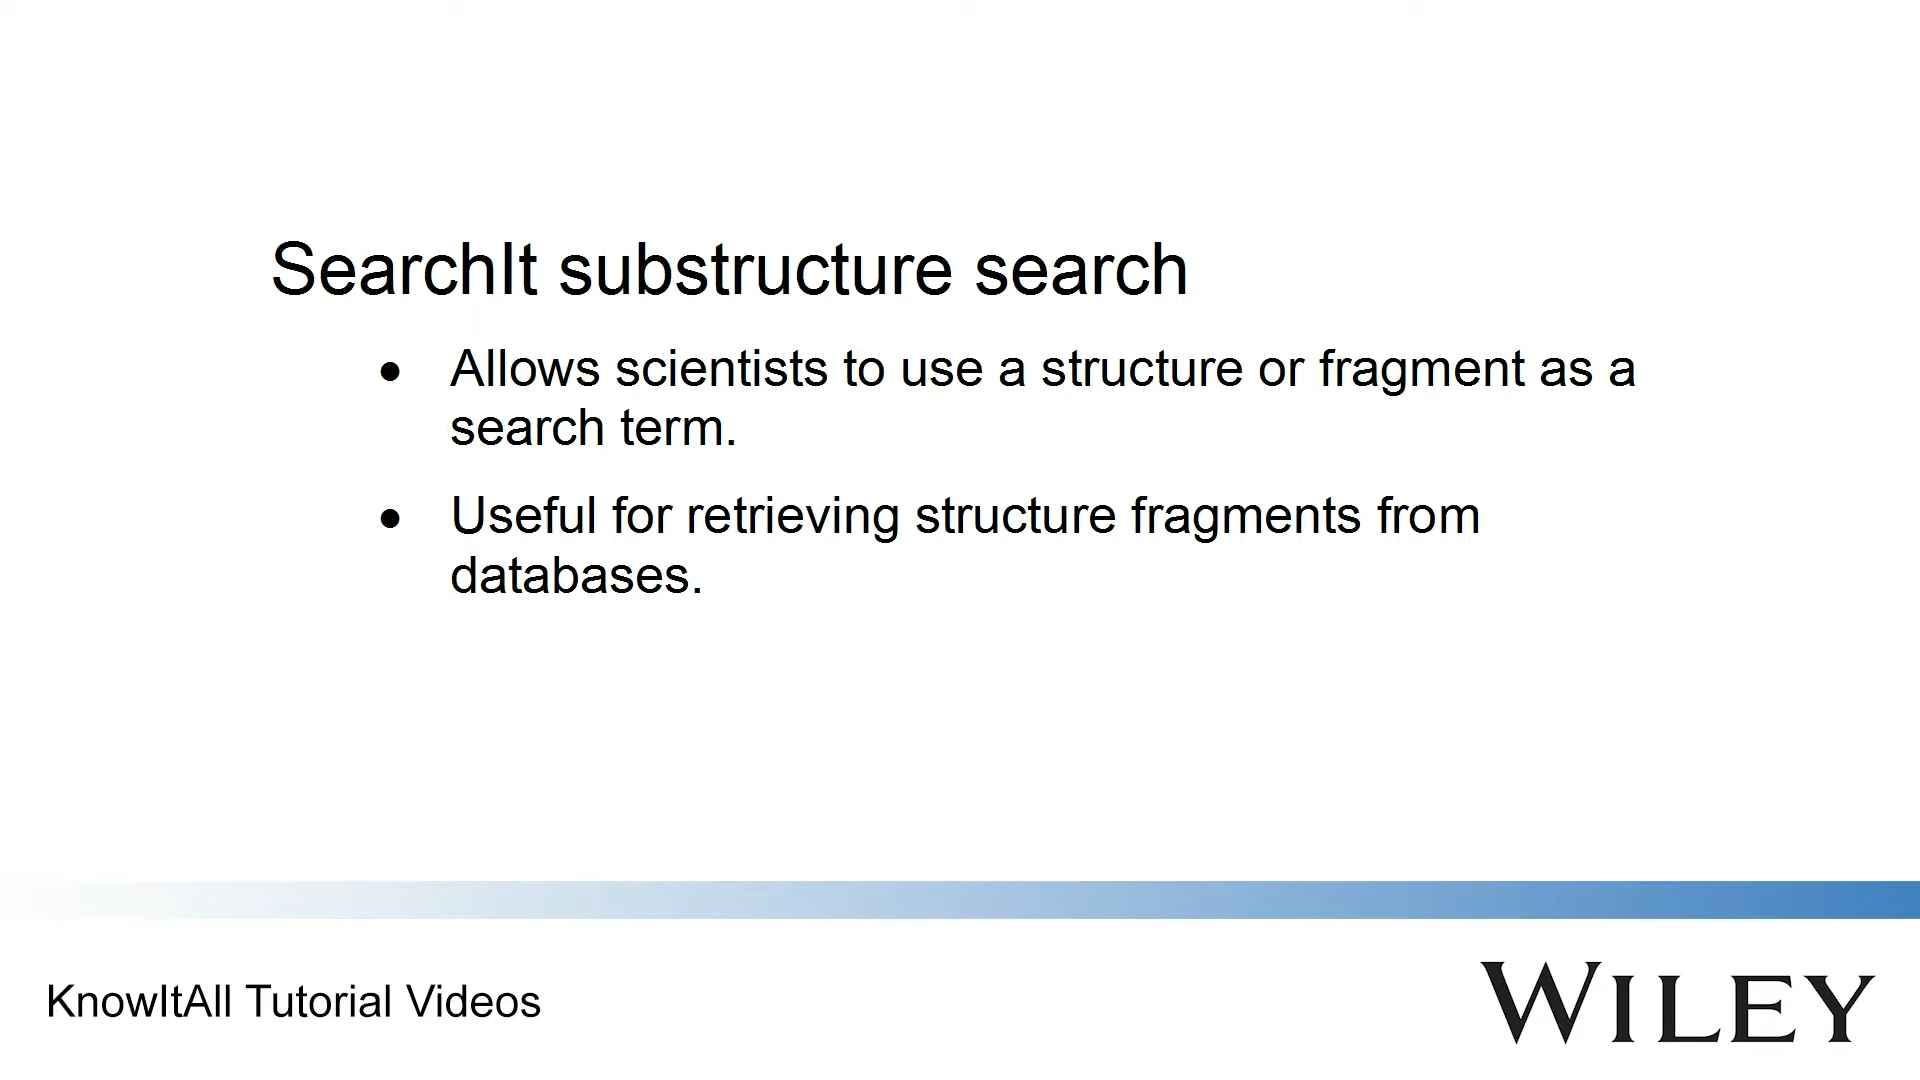 SearchIt substructure search
● Allows scientists to use a structure or fragment as a
search term.
● Useful for retrieving structure fragments from
databases.
KnowItAll Tutorial Videos
WILEY